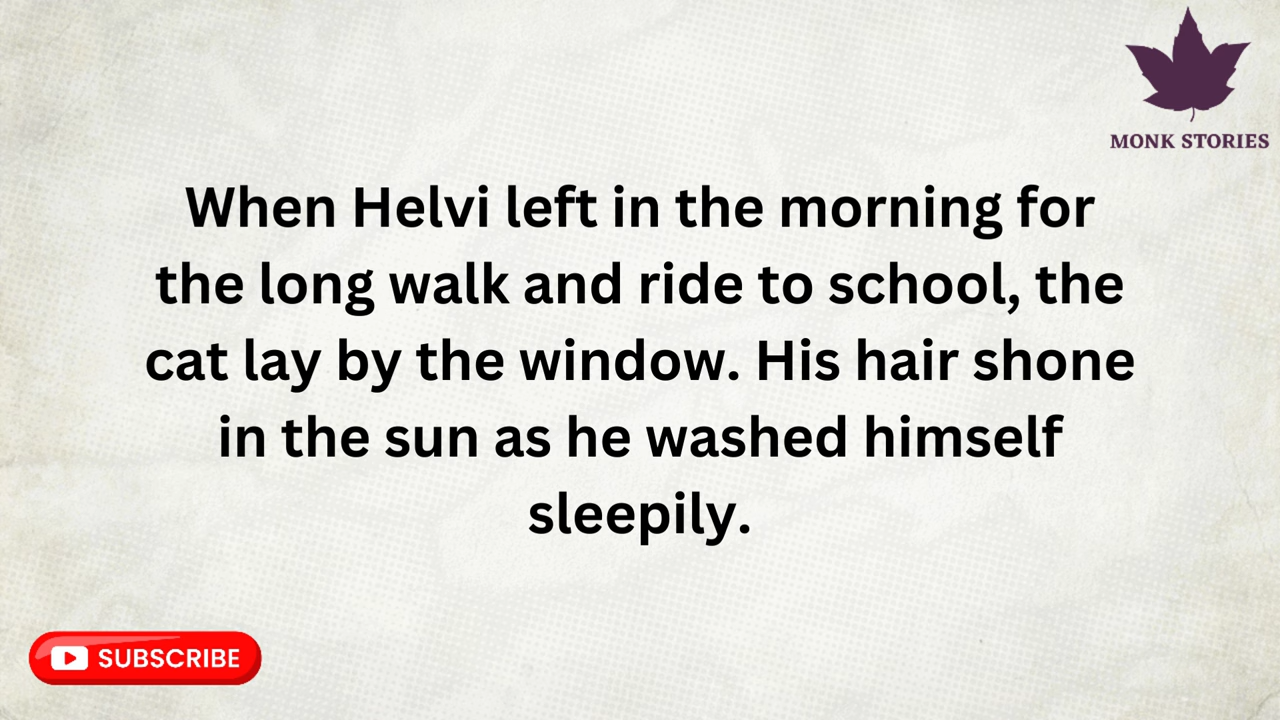 MONK STORIES
When Helvi left in the morning for
the long walk and ride to school, the
cat lay by the window. His hair shone
in the sun as he washed himself
sleepily.
SUBSCRIBE